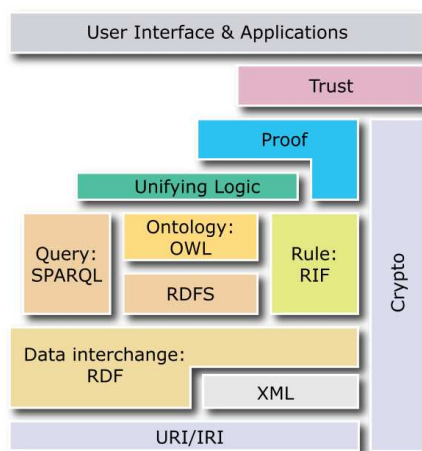 User Interface & Applications
Trust
Proof
Unifying Logic
Query:
SPARQL
Ontology:
OWL
RDFS
Rule:
RIF
Crypto
Data interchange:
RDF
XML
URI/IRI